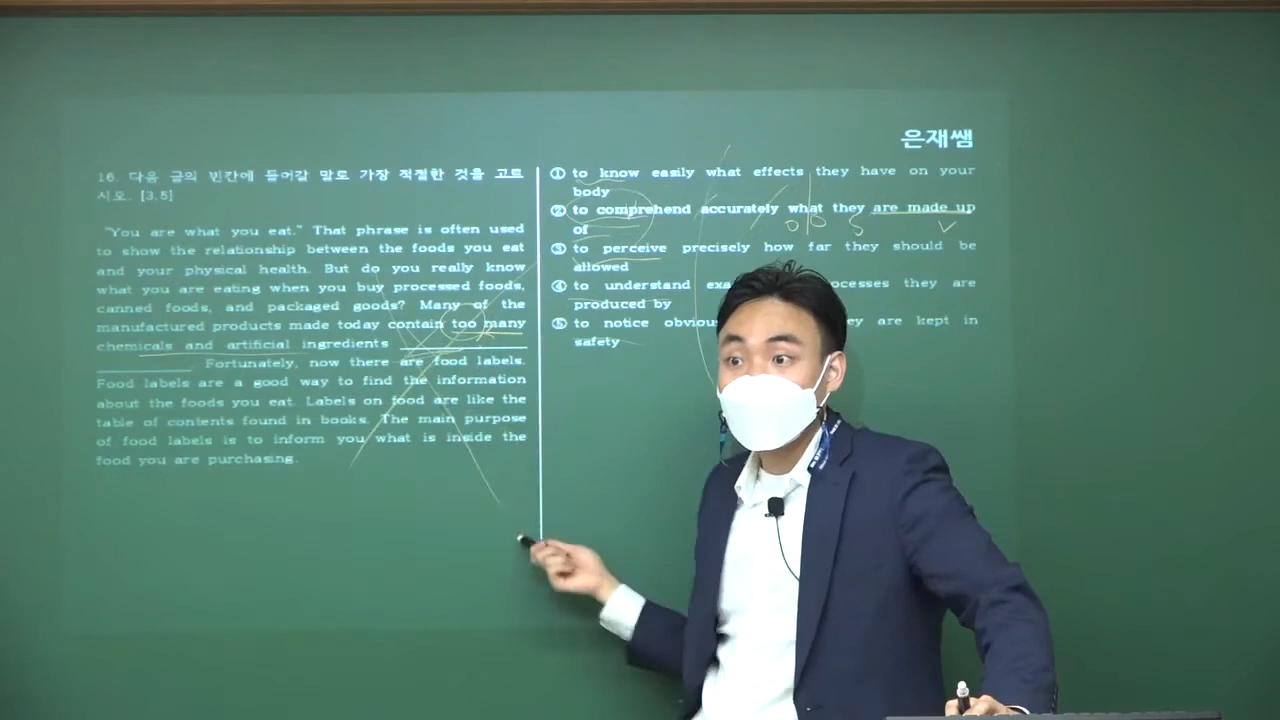 은재쌤
16. 다음 글의 빈칸에 들어갈 말로 가장 적절한 것을 고르
시오. [3.5]
"You are what you eat." That phrase is often used
to show the relationship between the foods you eat
and your physical health. But do you really know
what you are eating when you buy processed foods,
canned foods, and packaged goods? Many of the
manufactured products made today contain too many
chemicals and artificial ingredients
Fortunately, now there are food labels.
Food labels are a good way to find the information
about the foods you eat. Labels on food are like the
table of contents found in books. The main purpose
of food labels is to inform you what is inside the
food you are purchasing.
① to know easily what effects they have on your
body
② to comprehend accurately what they are made up
of
③ to perceive precisely how far they should be
allowed
④ to understand they are
produced by
⑤ to notice are kept in
safety